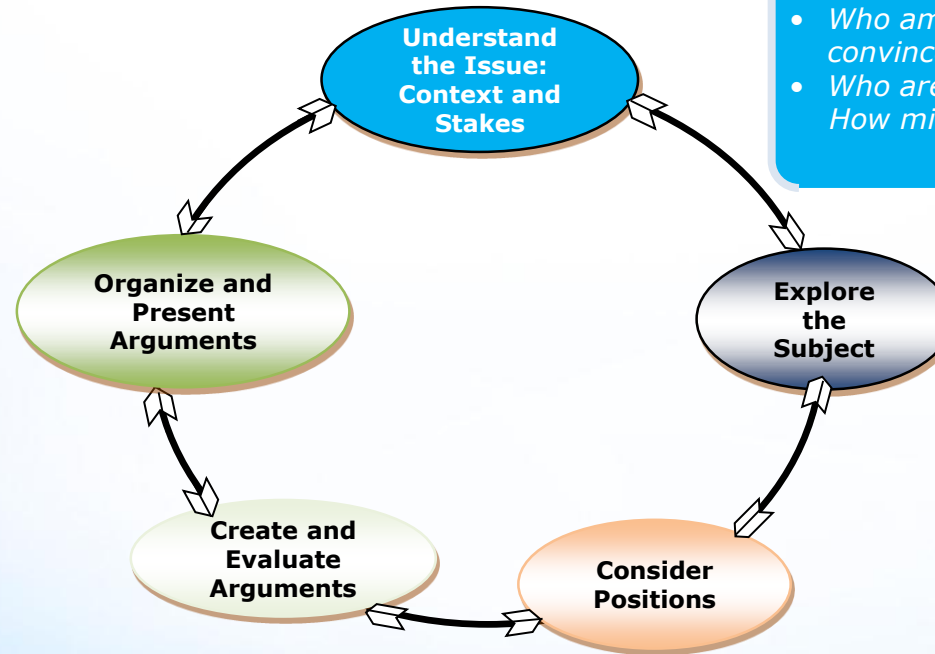 Understand
the Issue:
Context and
Stakes
• Who am
convinc
• Who are
How mi
Organize and
Present
Arguments
Explore
the
Subject
Create and
Evaluate
Arguments
Consider
Positions